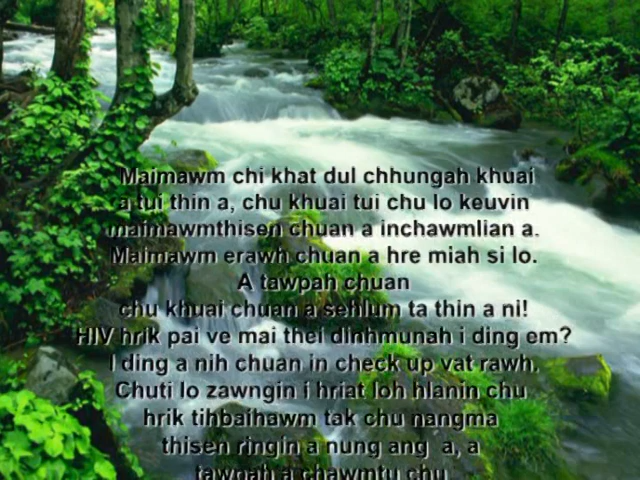 Maimawm chi khat dul chhungah khuai
a tui thin a, chu khuai tui chu lo keuvin
maimawmthisen chuan a inchawmlian a.
Maimawm erawh chuan a hre miah si lo.
A tawpah chuan
chu khuai chuan a sehlum ta thin a ni!
HIV hrik pai ve mai thei dinhmunah i ding em?
I ding a nih chuan in check up vat rawh.
Chuti lo zawngin i hriat loh hlanin chu
hrik tihbaihawm tak chu nangma
thisen ringin a nung ang a, a
tawpah a chawmtu chu